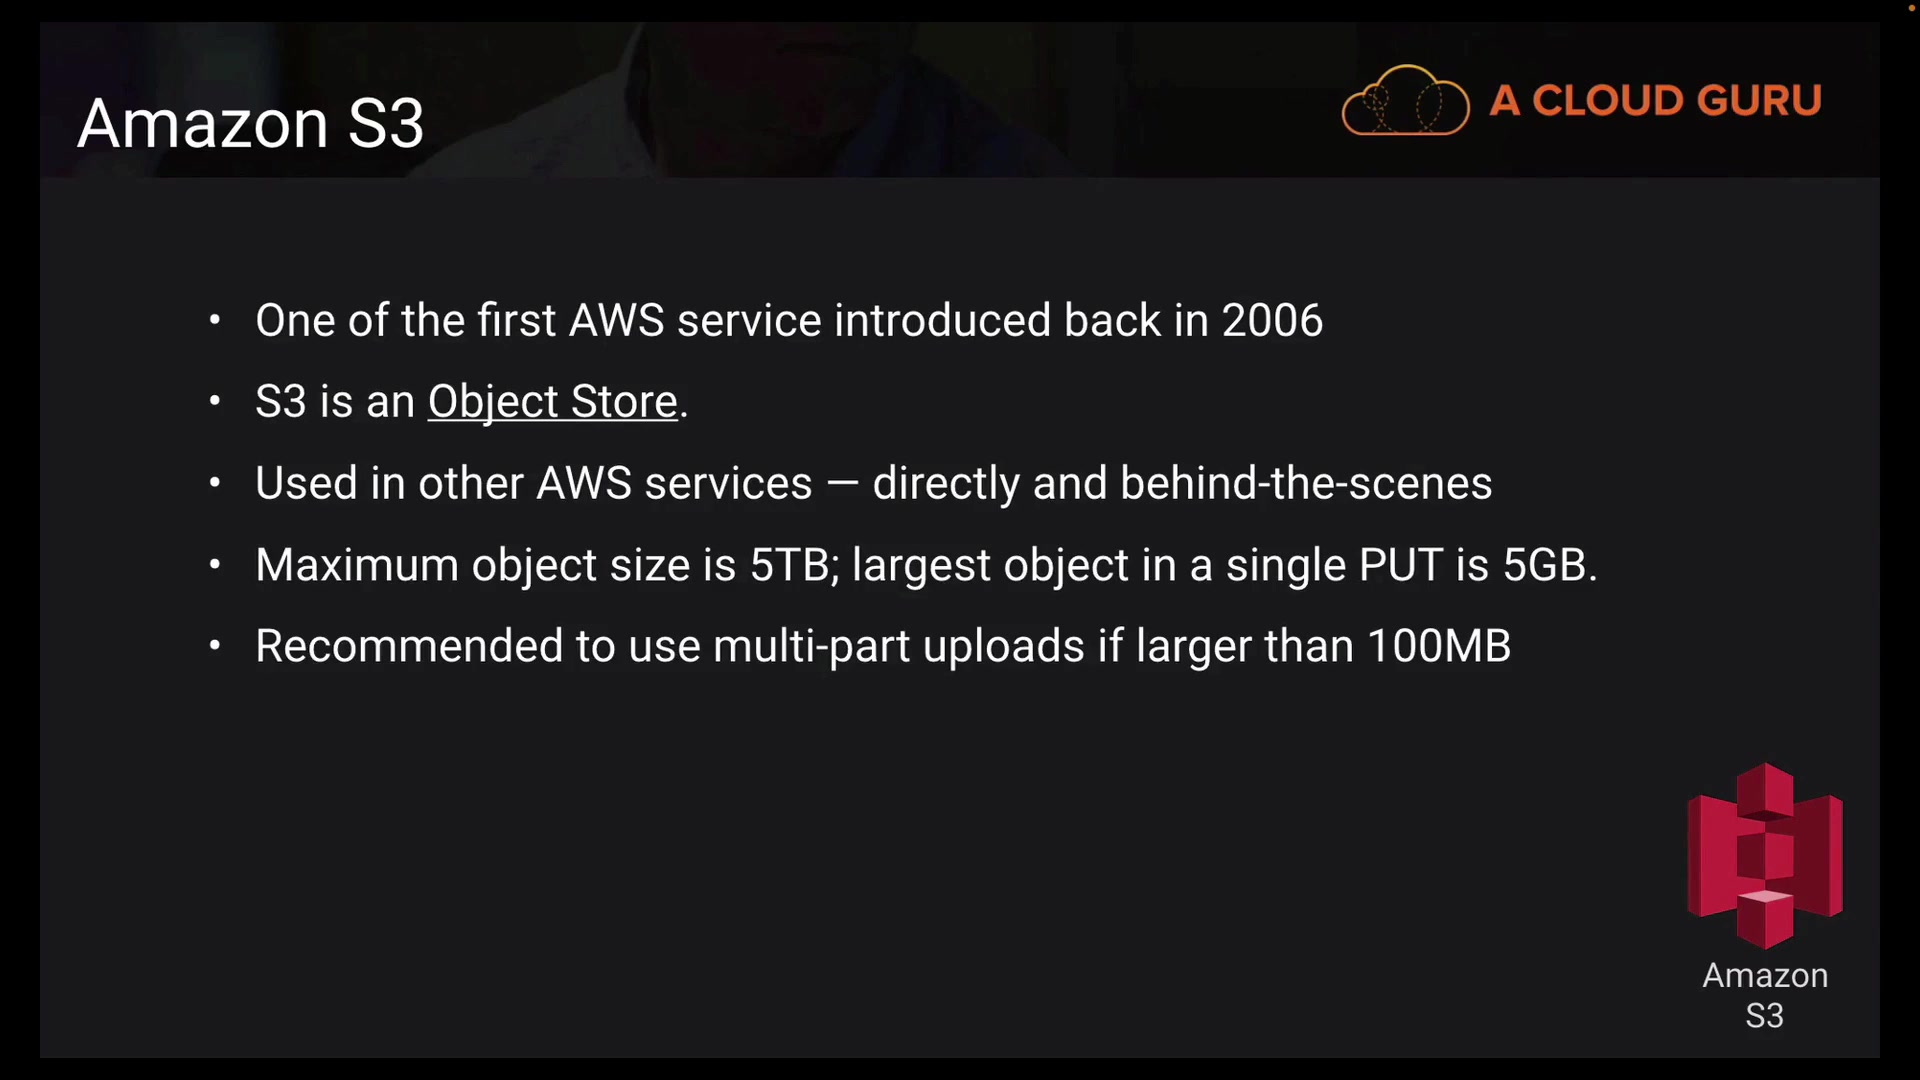 Amazon S3
A CLOUD GURU
• One of the first AWS service introduced back in 2006
• S3 is an Object Store.
• Used in other AWS services — directly and behind-the-scenes
• Maximum object size is 5TB; largest object in a single PUT is 5GB.
• Recommended to use multi-part uploads if larger than 100MB
Amazon
S3